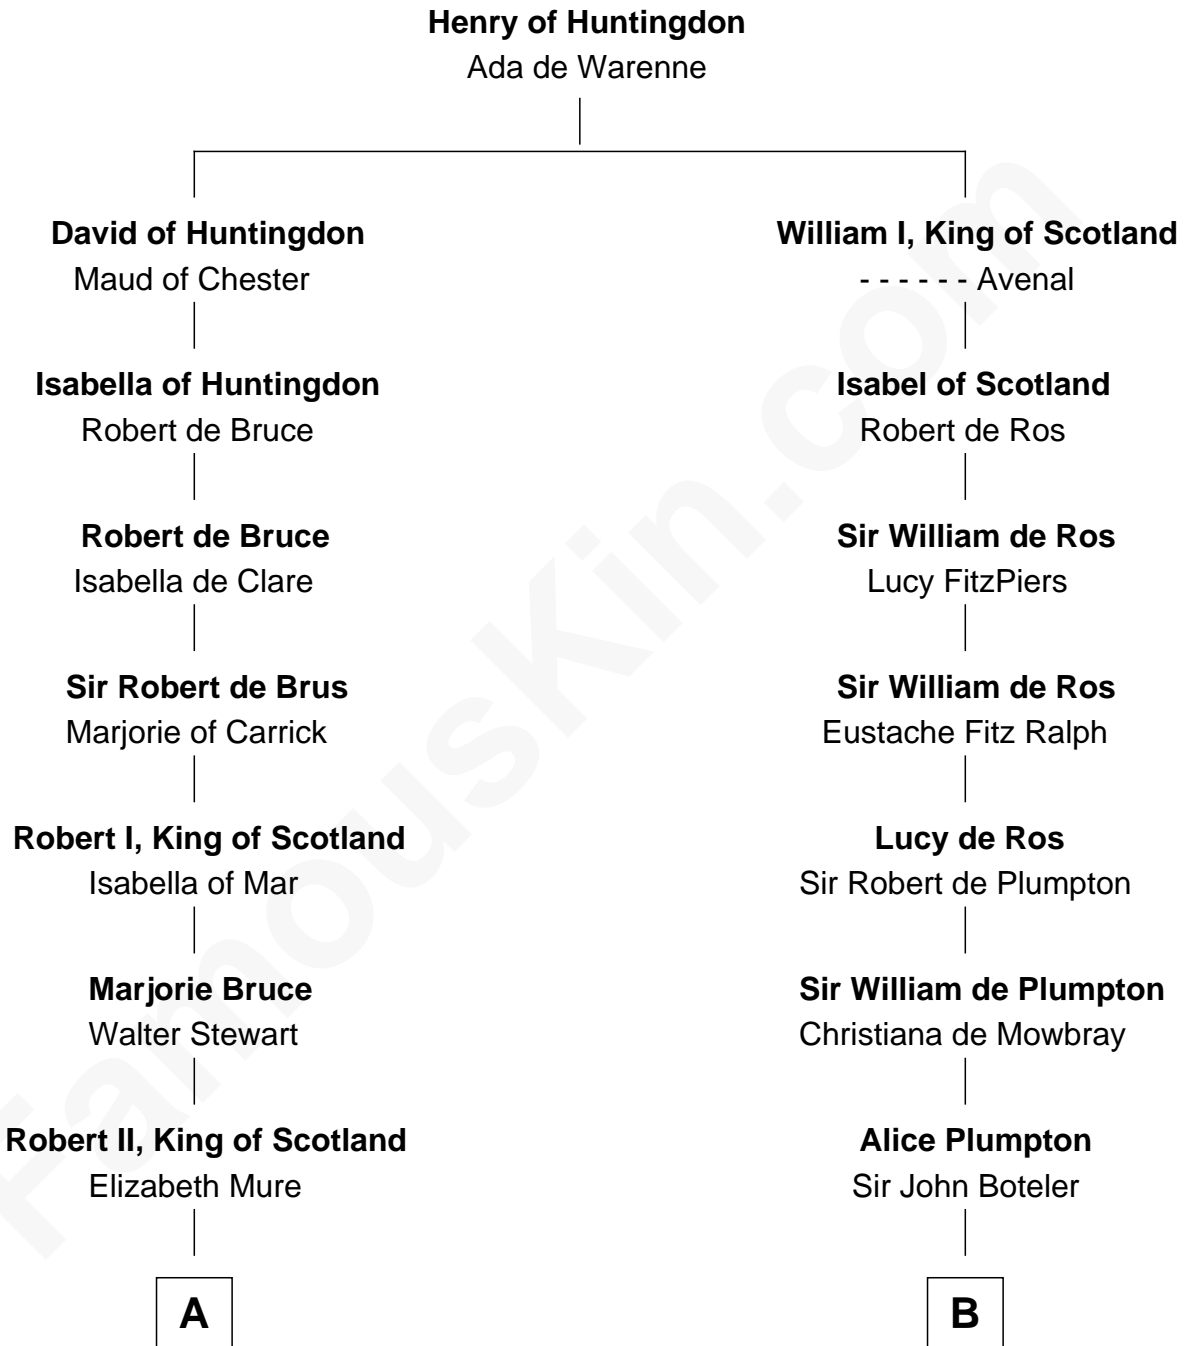 Henry of Huntingdon
Ada de Warenne
David of Huntingdon
Maud of Chester
Isabella of Huntingdon
Robert de Bruce
Robert de Bruce
Isabella de Clare
Sir Robert de Brus
Marjorie of Carrick
Robert I, King of Scotland
Isabella of Mar
Marjorie Bruce
Walter Stewart
Robert II, King of Scotland
Elizabeth Mure
A
William I, King of Scotland
- - - - - - Avenal
Isabel of Scotland
Robert de Ros
Sir William de Ros
Lucy FitzPiers
Sir William de Ros
Eustache Fitz Ralph
Lucy de Ros
Sir Robert de Plumpton
Sir William de Plumpton
Christiana de Mowbray
Alice Plumpton
Sir John Boteler
B
FamousKin.com